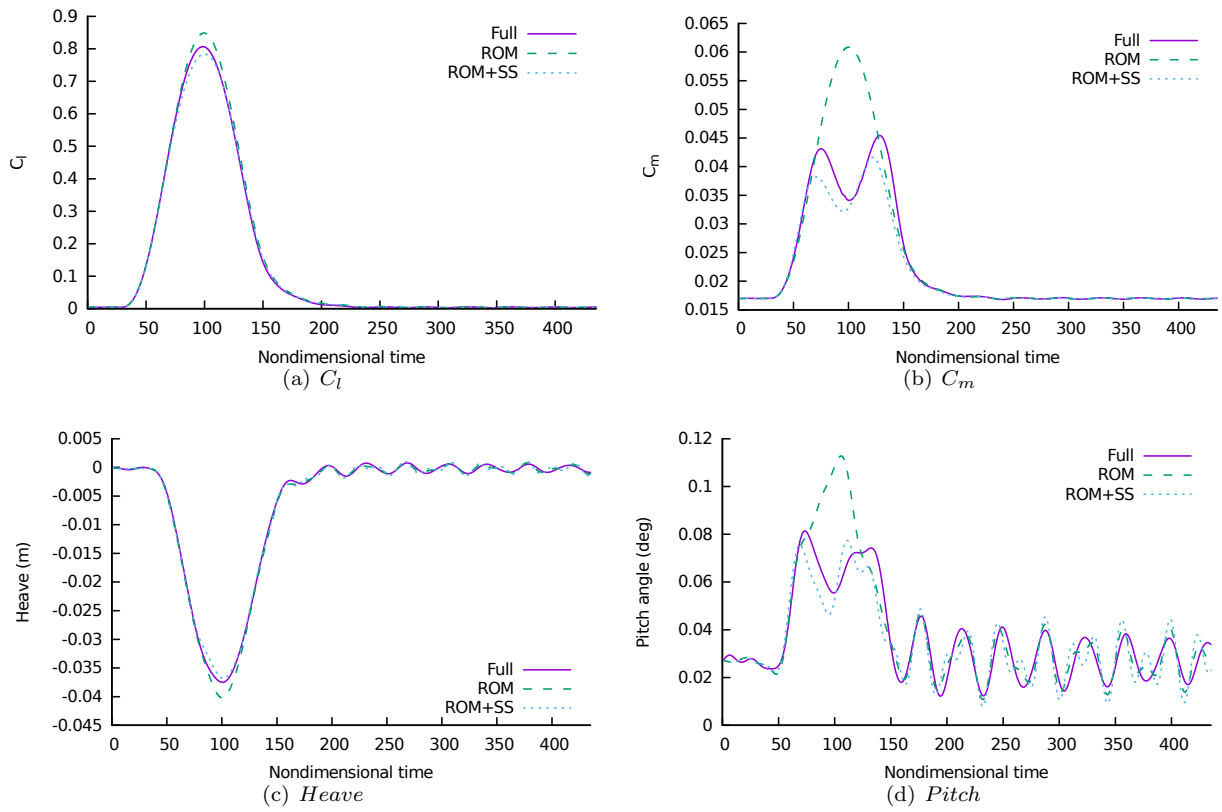 0.9
0.8
0.7
0.6
0.5
0.4
0.3
0.2
0.1
0
C_l
Full
ROM
ROM+SS
0 50 100 150 200 250 300 350 400
Nondimensional time
(a) C_l
0.065
0.06
0.055
0.05
0.045
0.04
0.035
0.03
0.025
0.02
0.015
C_m
Full
ROM
ROM+SS
0 50 100 150 200 250 300 350 400
Nondimensional time
(b) C_m
0.005
0
-0.005
-0.01
-0.015
-0.02
-0.025
-0.03
-0.035
-0.04
-0.045
Heave (m)
Full
ROM
ROM+SS
0 50 100 150 200 250 300 350 400
Nondimensional time
(c) Heave
0.12
0.1
0.08
0.06
0.04
0.02
0
Pitch angle (deg)
Full
ROM
ROM+SS
0 50 100 150 200 250 300 350 400
Nondimensional time
(d) Pitch